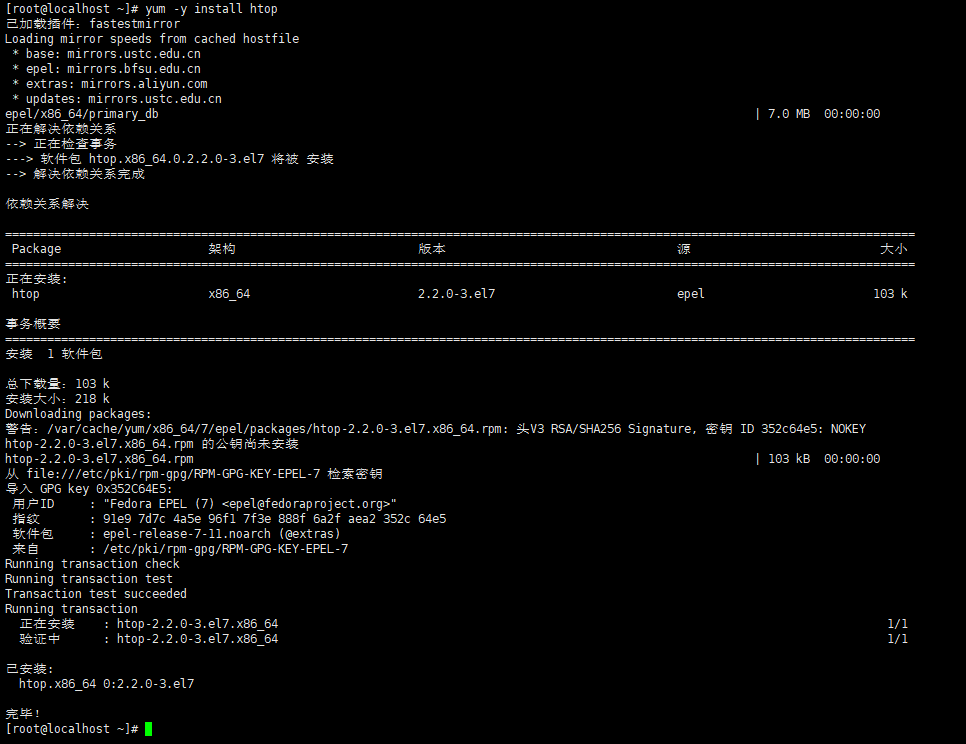 [root@localhost ~]# yum -y install htop
已加载插件：fastestmirror
Loading mirror speeds from cached hostfile
 * base: mirrors.ustc.edu.cn
 * epel: mirrors.bfsu.edu.cn
 * extras: mirrors.aliyun.com
 * updates: mirrors.ustc.edu.cn
epel/x86_64/primary_db | 7.0 MB 00:00:00
正在解决依赖关系
--> 正在检查事务
---> 软件包 htop.x86_64.0.2.2.0-3.el7 将被 安装
--> 解决依赖关系完成
依赖关系解决
Package 架构 版本 源 大小
正在安装:
htop x86_64 2.2.0-3.el7 epel 103 k
事务概要
安装 1 软件包
总下载量：103 k
安装大小：218 k
Downloading packages:
警告：/var/cache/yum/x86_64/7/epel/packages/htop-2.2.0-3.el7.x86_64.rpm: 头V3 RSA/SHA256 Signature, 密钥 ID 352c64e5: NOKEY
htop-2.2.0-3.el7.x86_64.rpm 的公钥尚未安装
htop-2.2.0-3.el7.x86_64.rpm | 103 kB 00:00:00
从 file:///etc/pki/rpm-gpg/RPM-GPG-KEY-EPEL-7 检索密钥
导入 GPG key 0x352C64E5:
用户ID : "Fedora EPEL (7) <epel@fedoraproject.org>"
指纹 : 91e9 7d7c 4a5e 96f1 7f3e 888f 6a2f aea2 352c 64e5
软件包 : epel-release-7-11.noarch (@extras)
来自 : /etc/pki/rpm-gpg/RPM-GPG-KEY-EPEL-7
Running transaction check
Running transaction test
Transaction test succeeded
Running transaction
正在安装 : htop-2.2.0-3.el7.x86_64 1/1
验证中 : htop-2.2.0-3.el7.x86_64 1/1
已安装:
htop.x86_64 0:2.2.0-3.el7
完毕！
[root@localhost ~]#